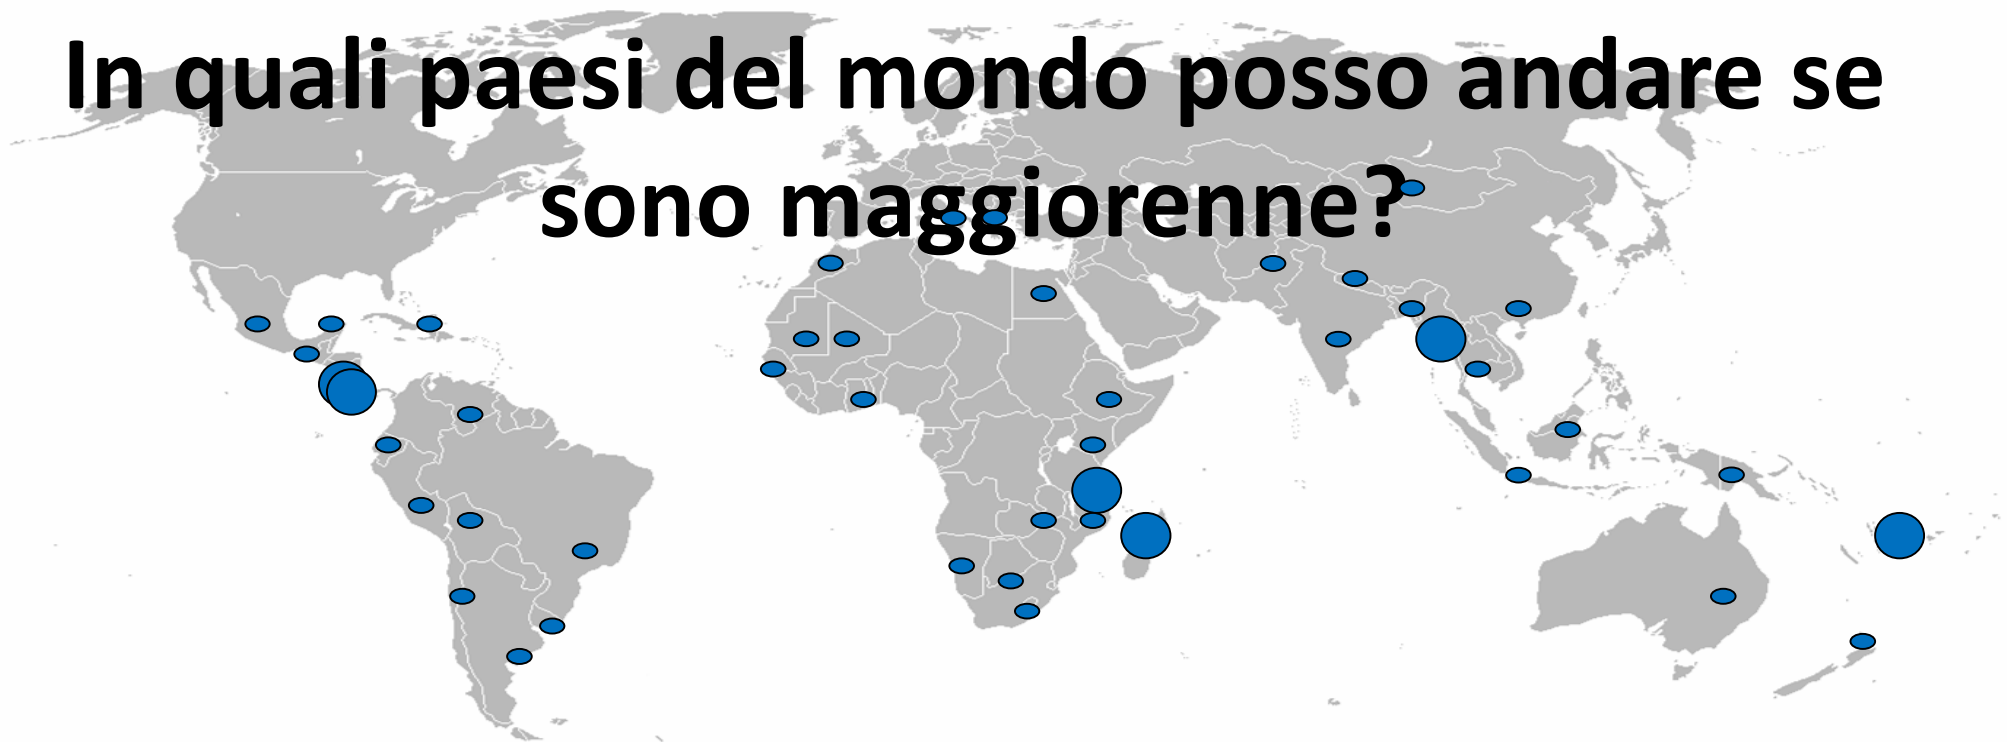 In quali paesi del mondo posso andare se
sono maggiorenne?